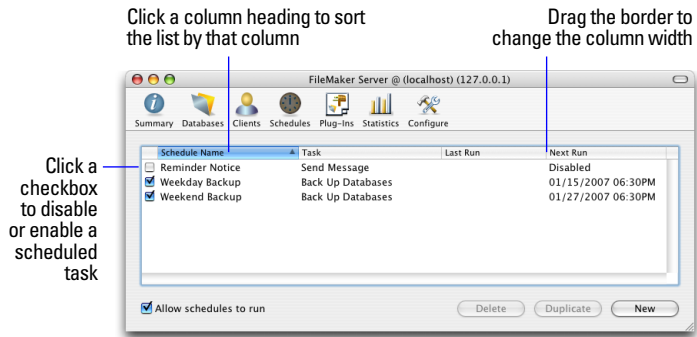 Click a column heading to sort
the list by that column
Drag the border to
change the column width
FileMaker Server @ (localhost) (127.0.0.1)
Summary Databases Clients Schedules Plug-Ins Statistics Configure
Schedule Name Task Last Run Next Run
Reminder Notice Send Message Disabled
Weekday Backup Back Up Databases 01/15/2007 06:30PM
Weekend Backup Back Up Databases 01/27/2007 06:30PM
Click a
checkbox
to disable
or enable a
scheduled
task
Allow schedules to run Delete Duplicate New